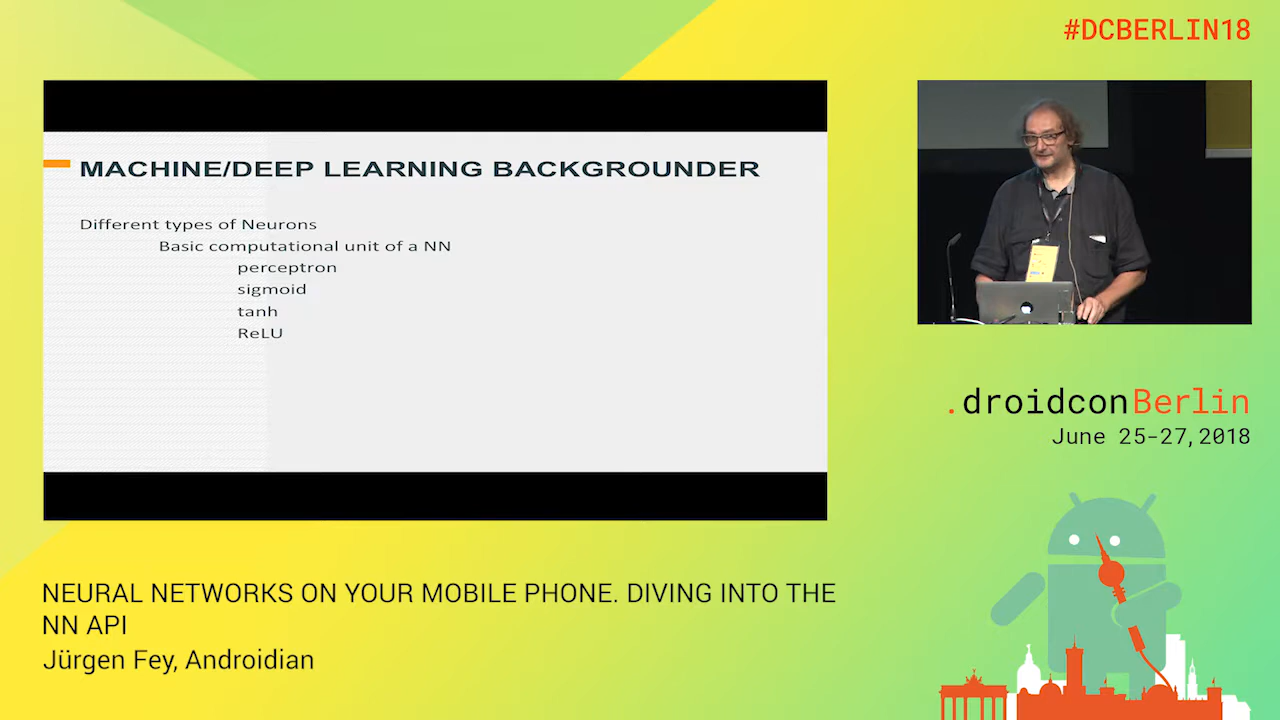 #DCBERLIN18
MACHINE/DEEP LEARNING BACKGROUNDER
Different types of Neurons
Basic computational unit of a NN
perceptron
sigmoid
tanh
ReLU
.droidconBerlin
June 25-27,2018
NEURAL NETWORKS ON YOUR MOBILE PHONE. DIVING INTO THE
NN API
Jürgen Fey, Androidian